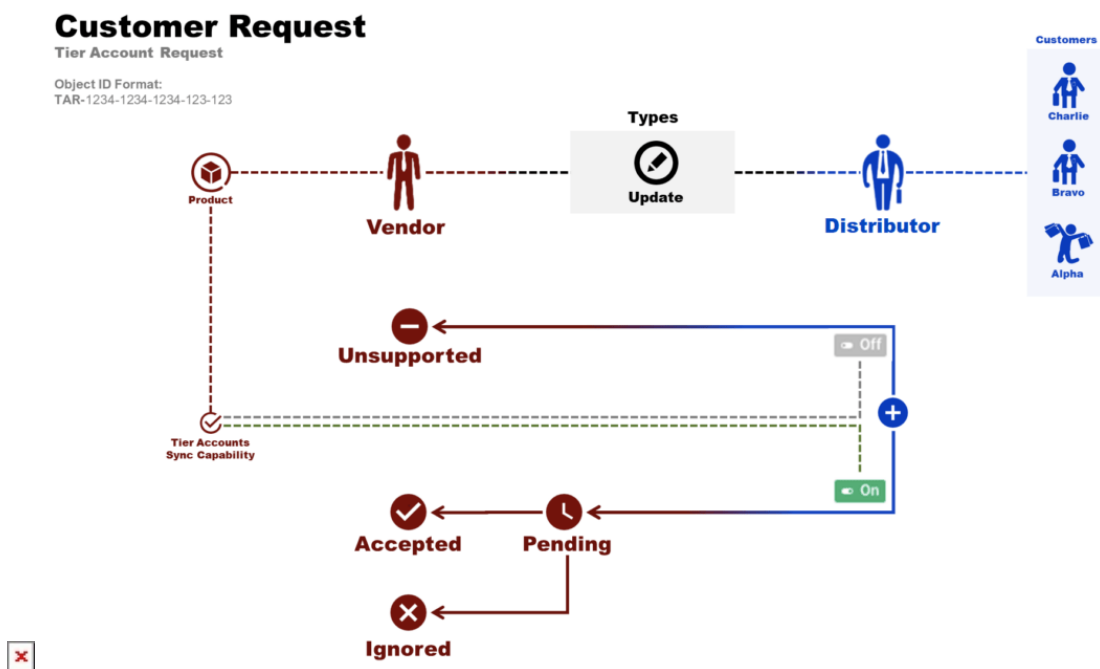 Customer Request
Tier Account Request
Object ID Format:
TAR-1234-1234-1234-123-123
Customers
Charlie
Bravo
Alpha
Types
Update
Product
Vendor
Distributor
Unsupported
Off
Tier Accounts
Sync Capability
On
Accepted
Pending
Ignored